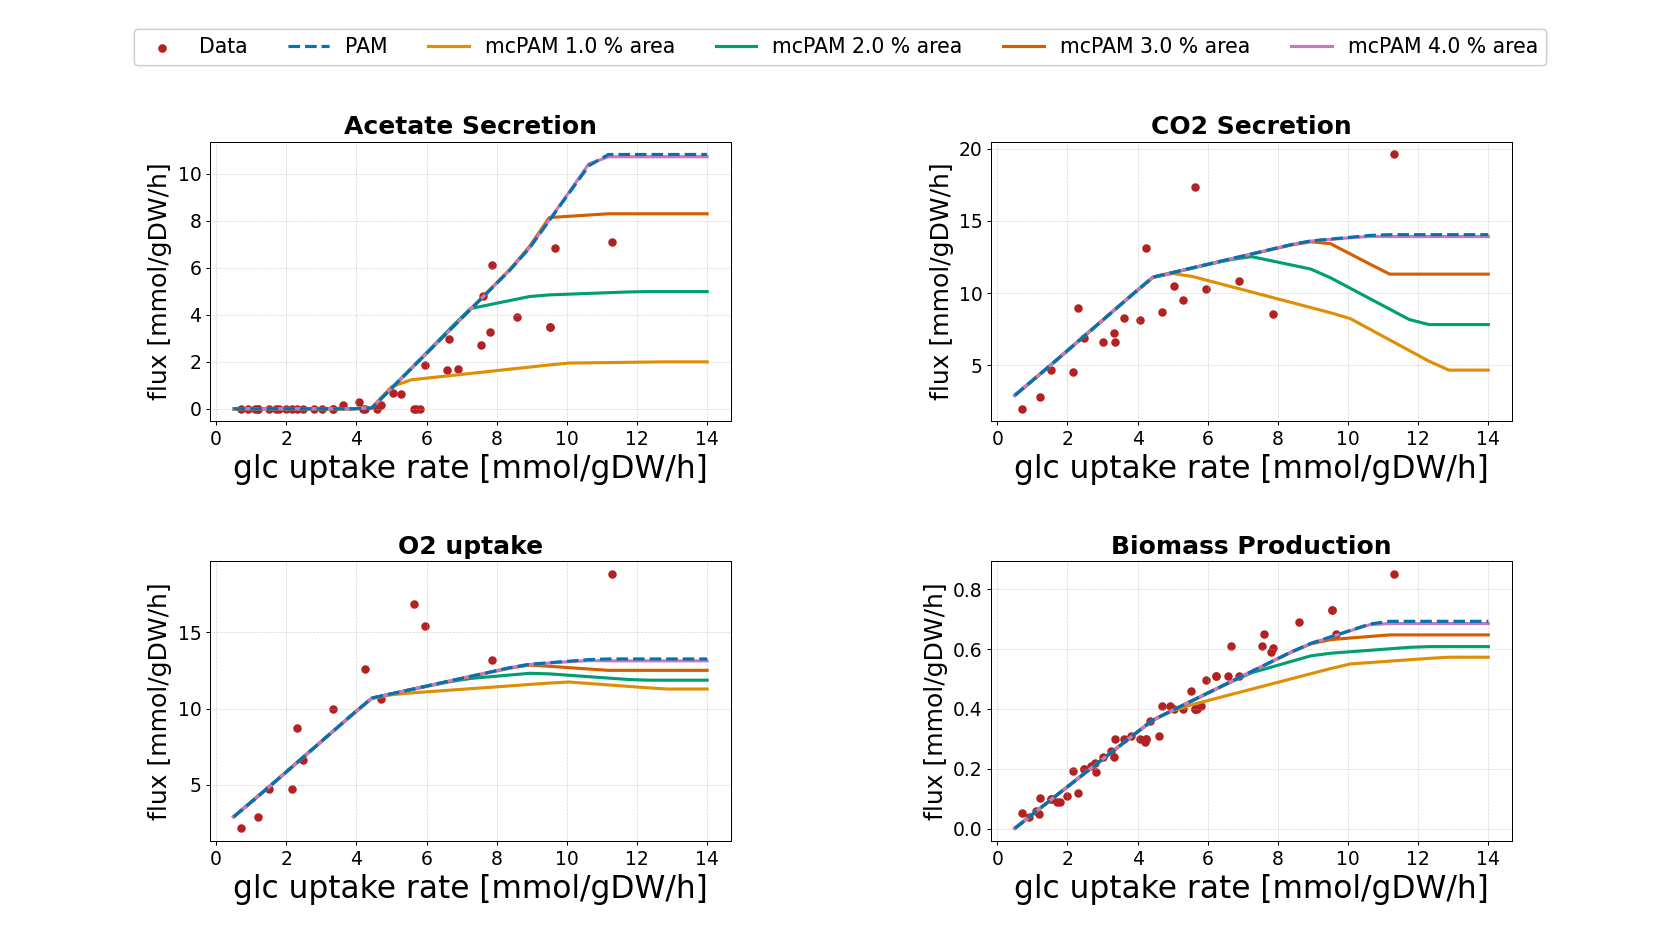 Data PAM mcPAM 1.0 % area mcPAM 2.0 % area mcPAM 3.0 % area mcPAM 4.0 % area
Acetate Secretion
flux [mmol/gDW/h]
10
8
6
4
2
0
0 2 4 6 8 10 12 14
glc uptake rate [mmol/gDW/h]
CO2 Secretion
flux [mmol/gDW/h]
20
15
10
5
0 2 4 6 8 10 12 14
glc uptake rate [mmol/gDW/h]
O2 uptake
flux [mmol/gDW/h]
15
10
5
0 2 4 6 8 10 12 14
glc uptake rate [mmol/gDW/h]
Biomass Production
flux [mmol/gDW/h]
0.8
0.6
0.4
0.2
0.0
0 2 4 6 8 10 12 14
glc uptake rate [mmol/gDW/h]